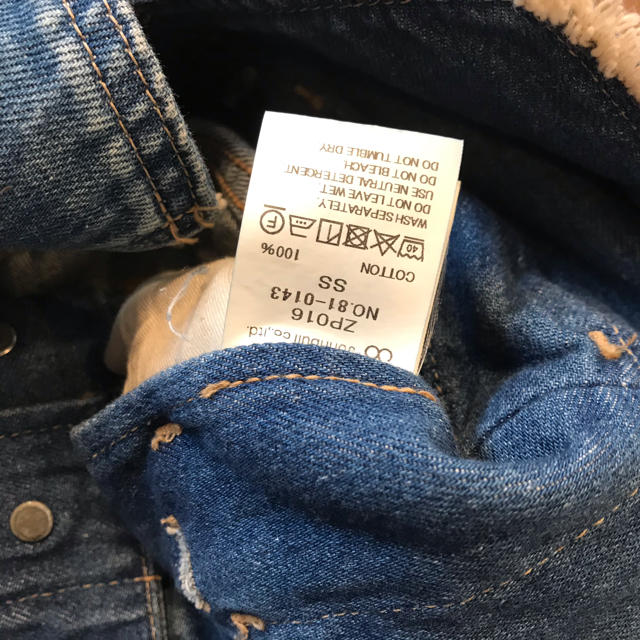 Johnbull co.,ltd.
ZP016
NO.81-0143
SS
COTTON 100%
40 F
WASH SEPARATELY.
DO NOT LEAVE WET.
USE NEUTRAL DETERGENT
DO NOT BLEACH
DO NOT TUMBLE DRY